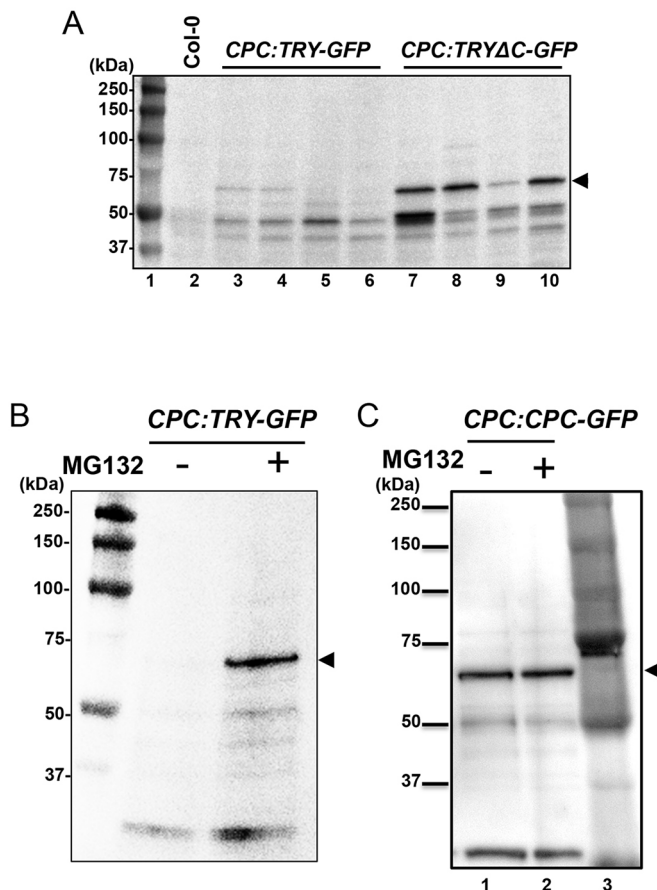 A
Col-0
CPC:TRY-GFP
CPC:TRYΔC-GFP
(kDa)
250-
150-
100-
75-
50-
37-
1 2 3 4 5 6 7 8 9 10
B
CPC:TRY-GFP
MG132 - +
(kDa)
250-
150-
100-
75-
50-
37-
C
CPC:CPC-GFP
MG132 - +
(kDa)
250
150
100
75
50
37
1 2 3